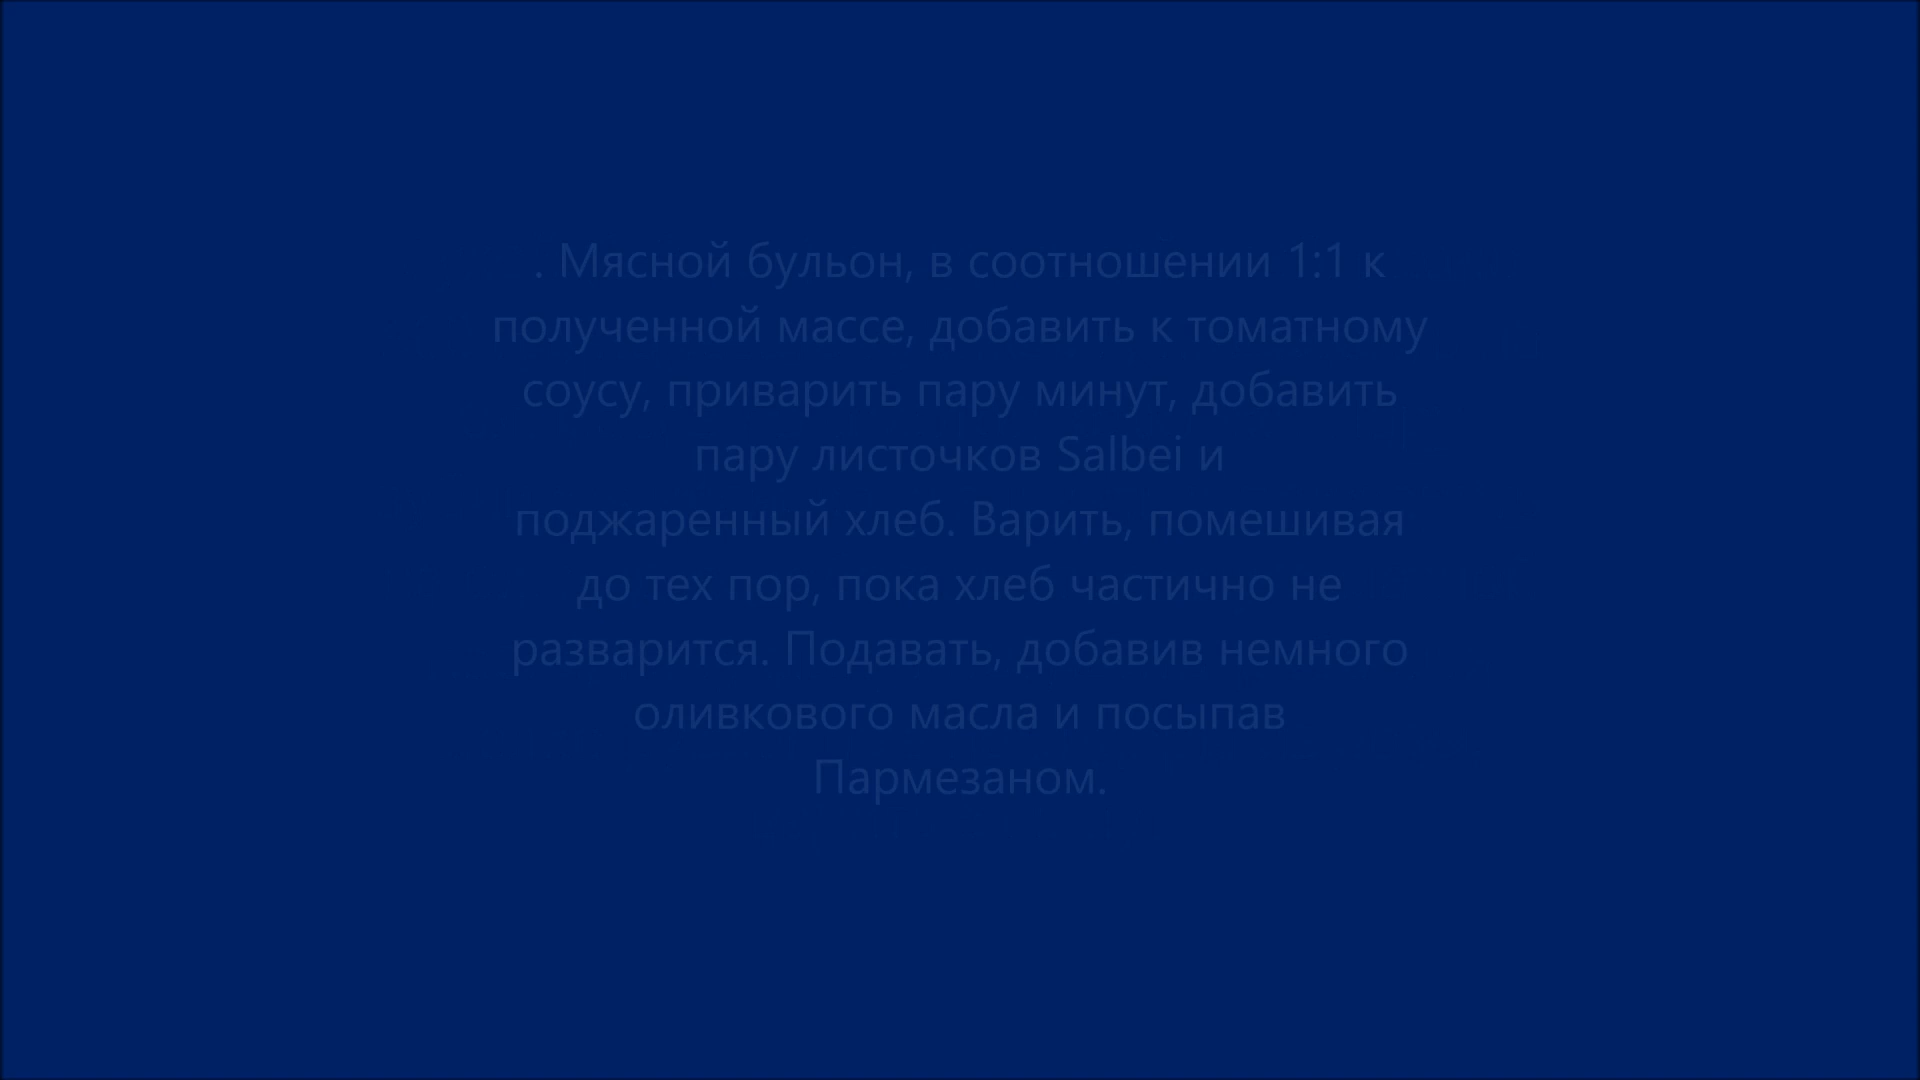 . Мясной бульон, в соотношении 1:1 к
полученной массе, добавить к томатному
соусу, приварить пару минут, добавить
пару листочков Salbei и
поджаренный хлеб. Варить, помешивая
до тех пор, пока хлеб частично не
разварится. Подавать, добавив немного
оливкового масла и посыпав
Пармезаном.